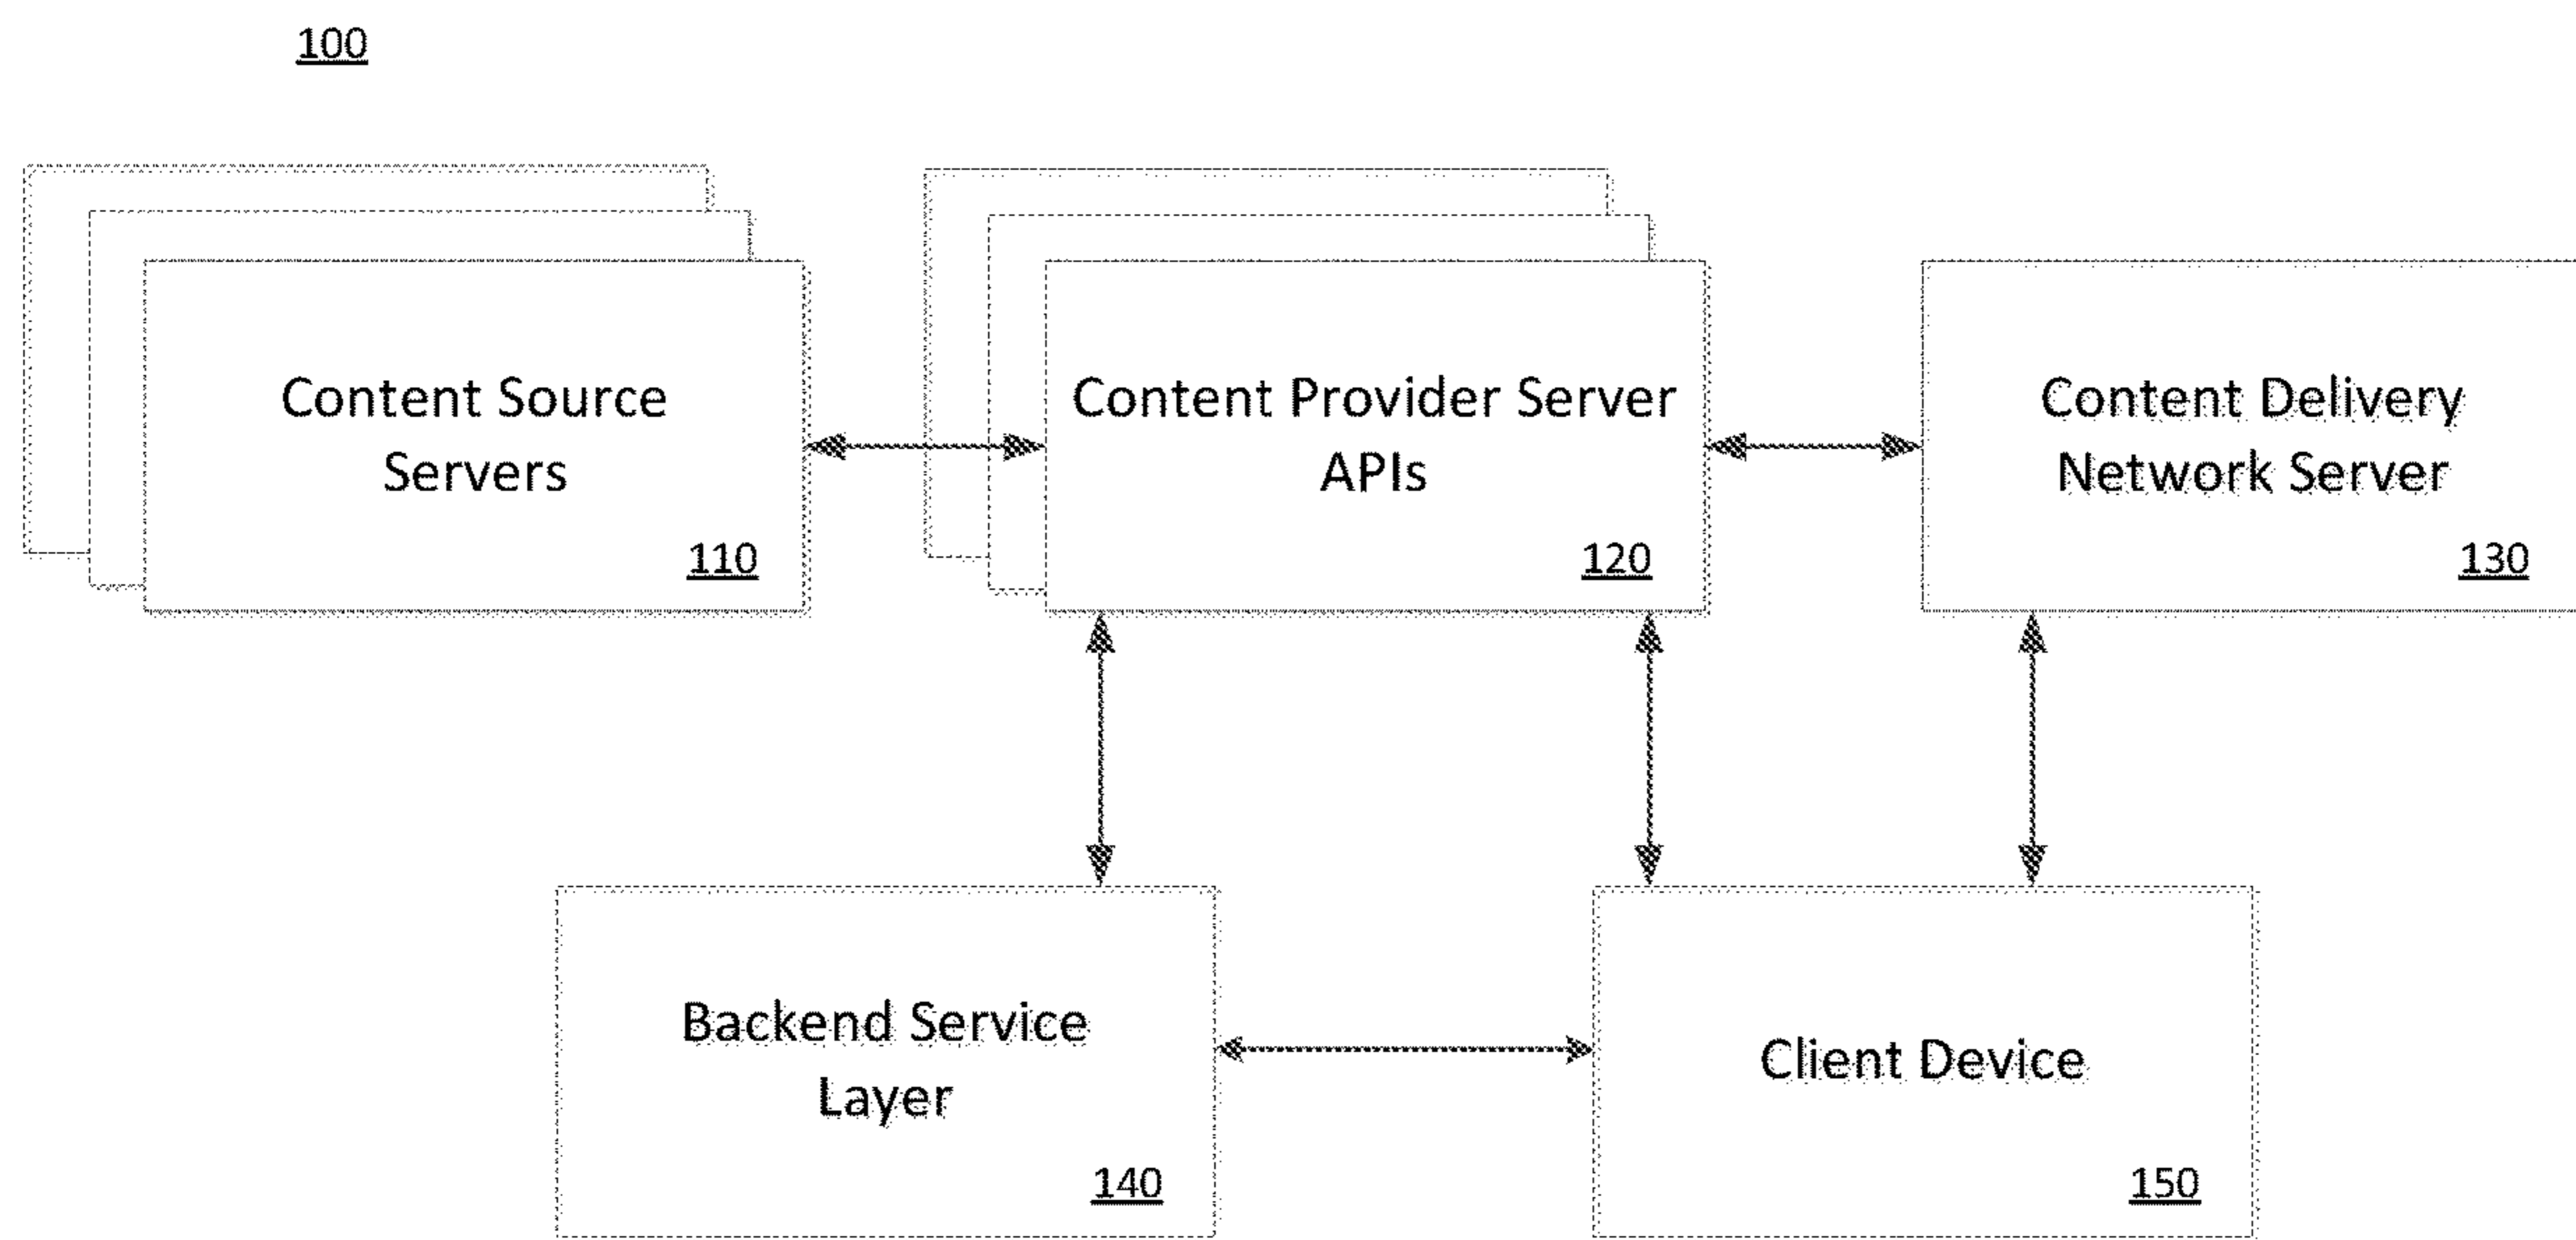 100
Content Source
Servers
110
Content Provider Server
APIs
120
Content Delivery
Network Server
130
Backend Service
Layer
140
Client Device
150